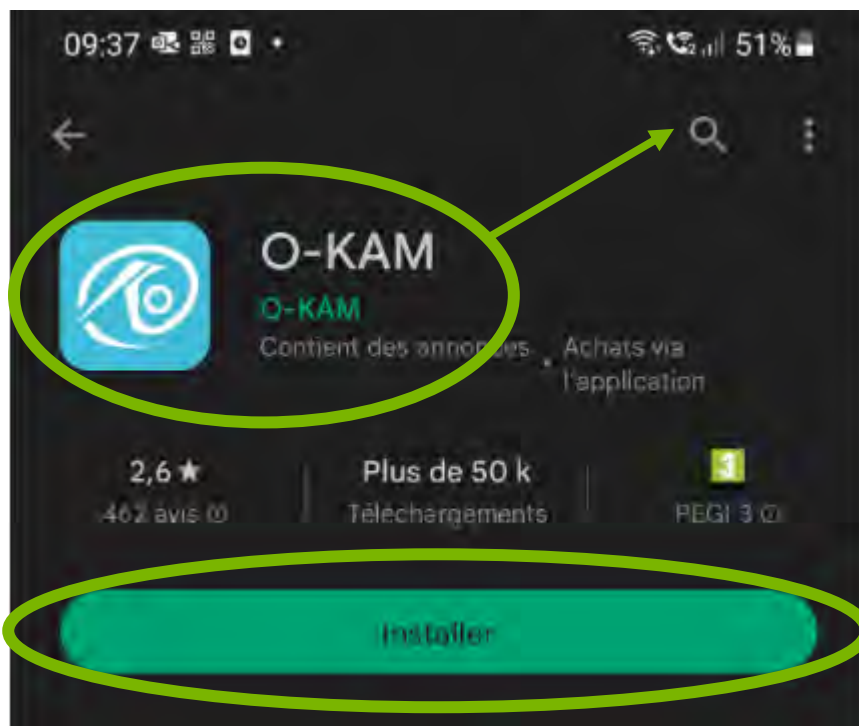 09:37
51%
O-KAM
O-KAM
Contient des annonces • Achats via
l'application
2,6 ★
462 avis
Plus de 50 k
Téléchargements
3
PEGI 3
Installer